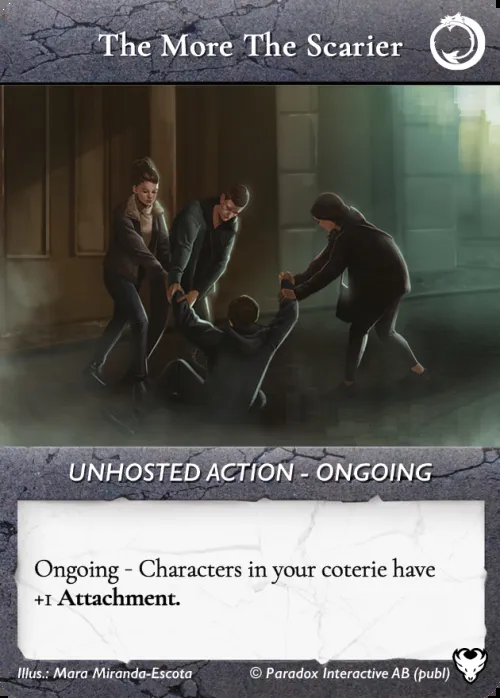 The More The Scarier
UNHOSTED ACTION - ONGOING
Ongoing - Characters in your coterie have
+1 Attachment.
Illus.: Mara Miranda-Escota © Paradox Interactive AB (publ)